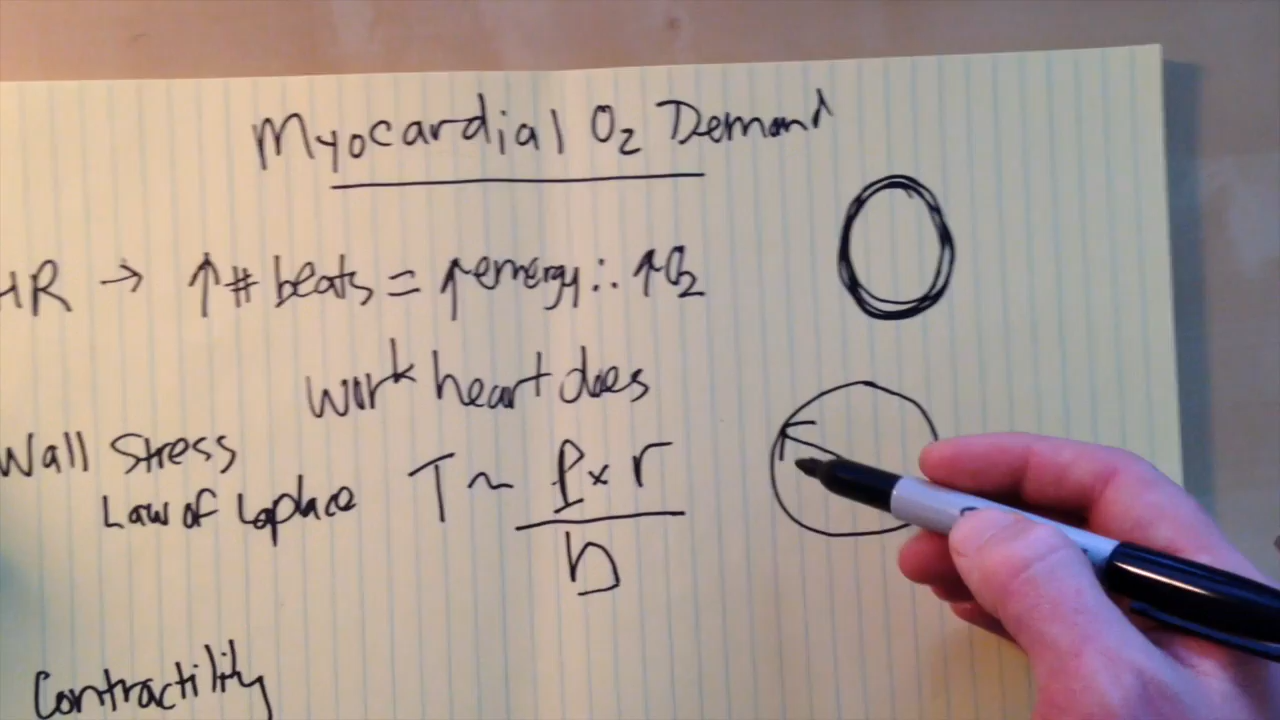 Myocardial O₂ Demand
HR → ↑ # beats = ↑ energy ∴ ↑O₂
work heart does
Wall Stress
Law of Laplace T ~ P x r
h
Contractility